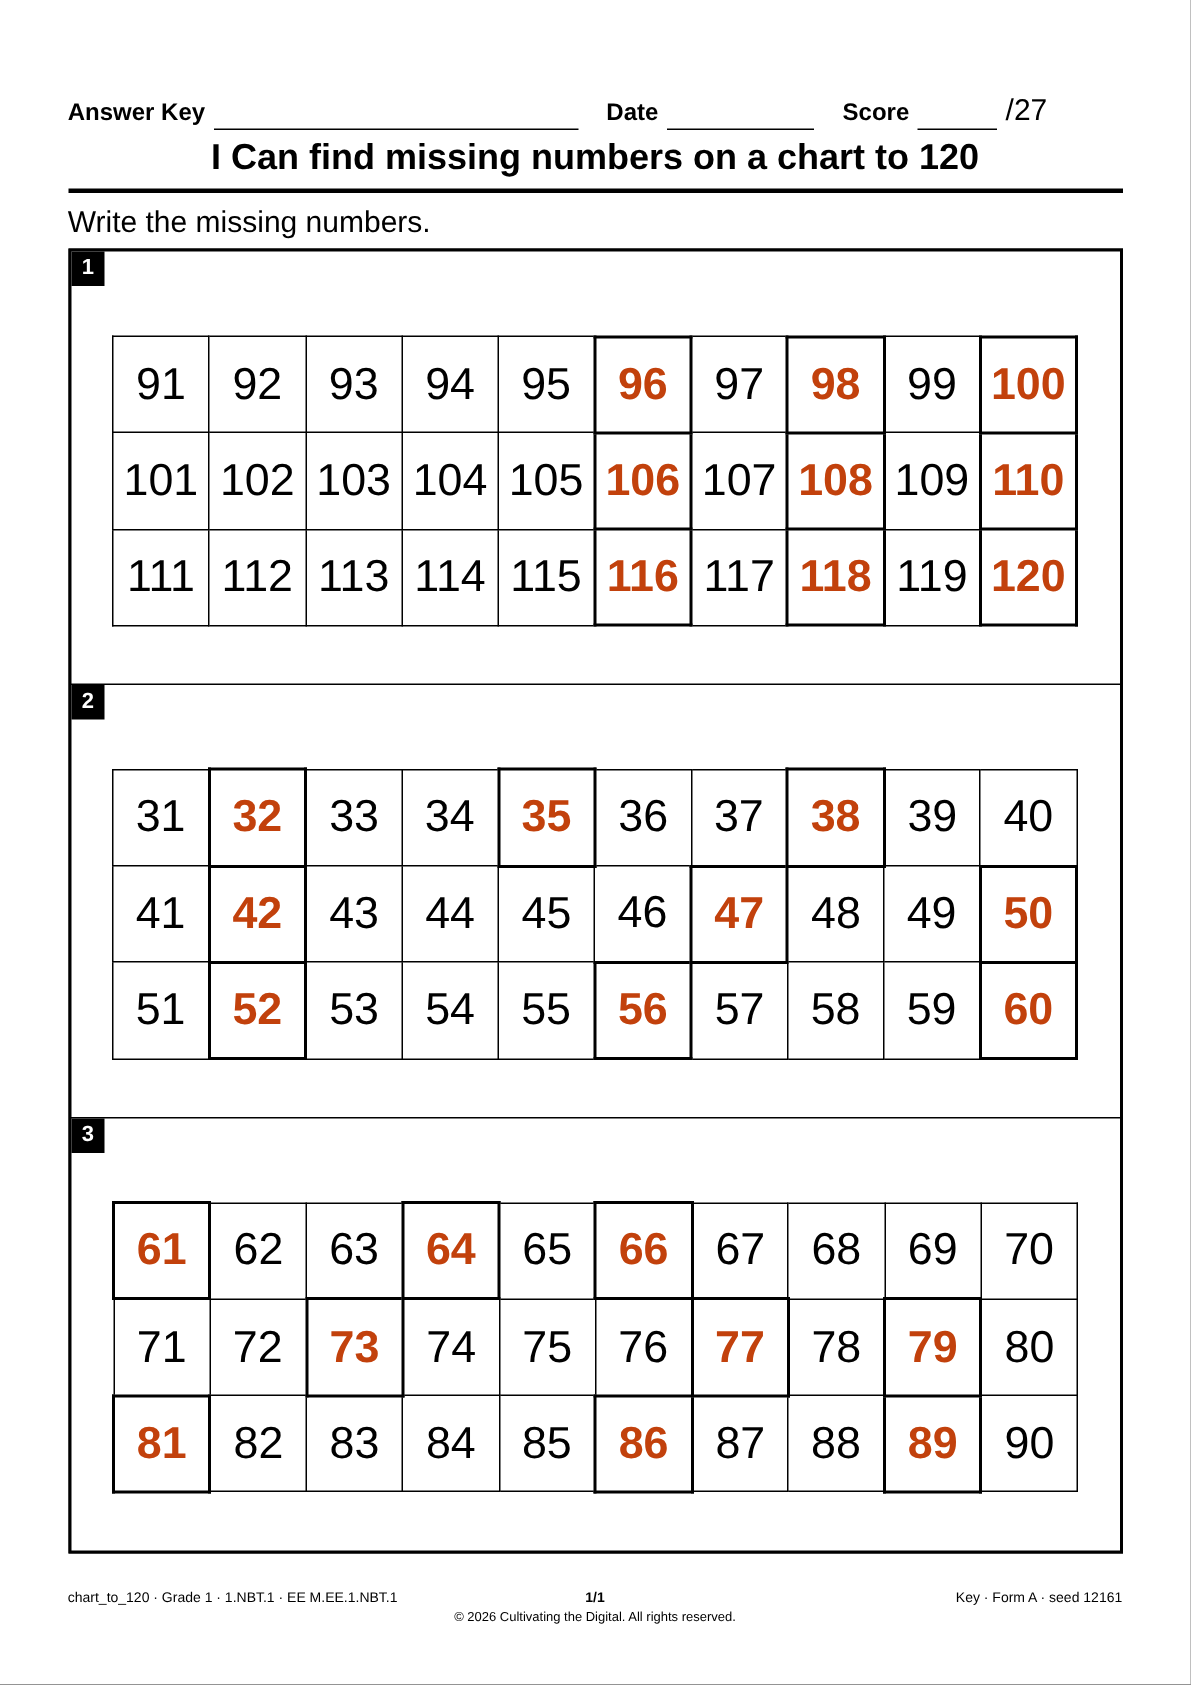 Answer Key Date Score /27
I Can find missing numbers on a chart to 120
Write the missing numbers.
1
91 92 93 94 95 96 97 98 99 100
101 102 103 104 105 106 107 108 109 110
111 112 113 114 115 116 117 118 119 120
2
31 32 33 34 35 36 37 38 39 40
41 42 43 44 45 46 47 48 49 50
51 52 53 54 55 56 57 58 59 60
3
61 62 63 64 65 66 67 68 69 70
71 72 73 74 75 76 77 78 79 80
81 82 83 84 85 86 87 88 89 90
chart_to_120 · Grade 1 · 1.NBT.1 · EE M.EE.1.NBT.1 1/1 Key · Form A · seed 12161
© 2026 Cultivating the Digital. All rights reserved.